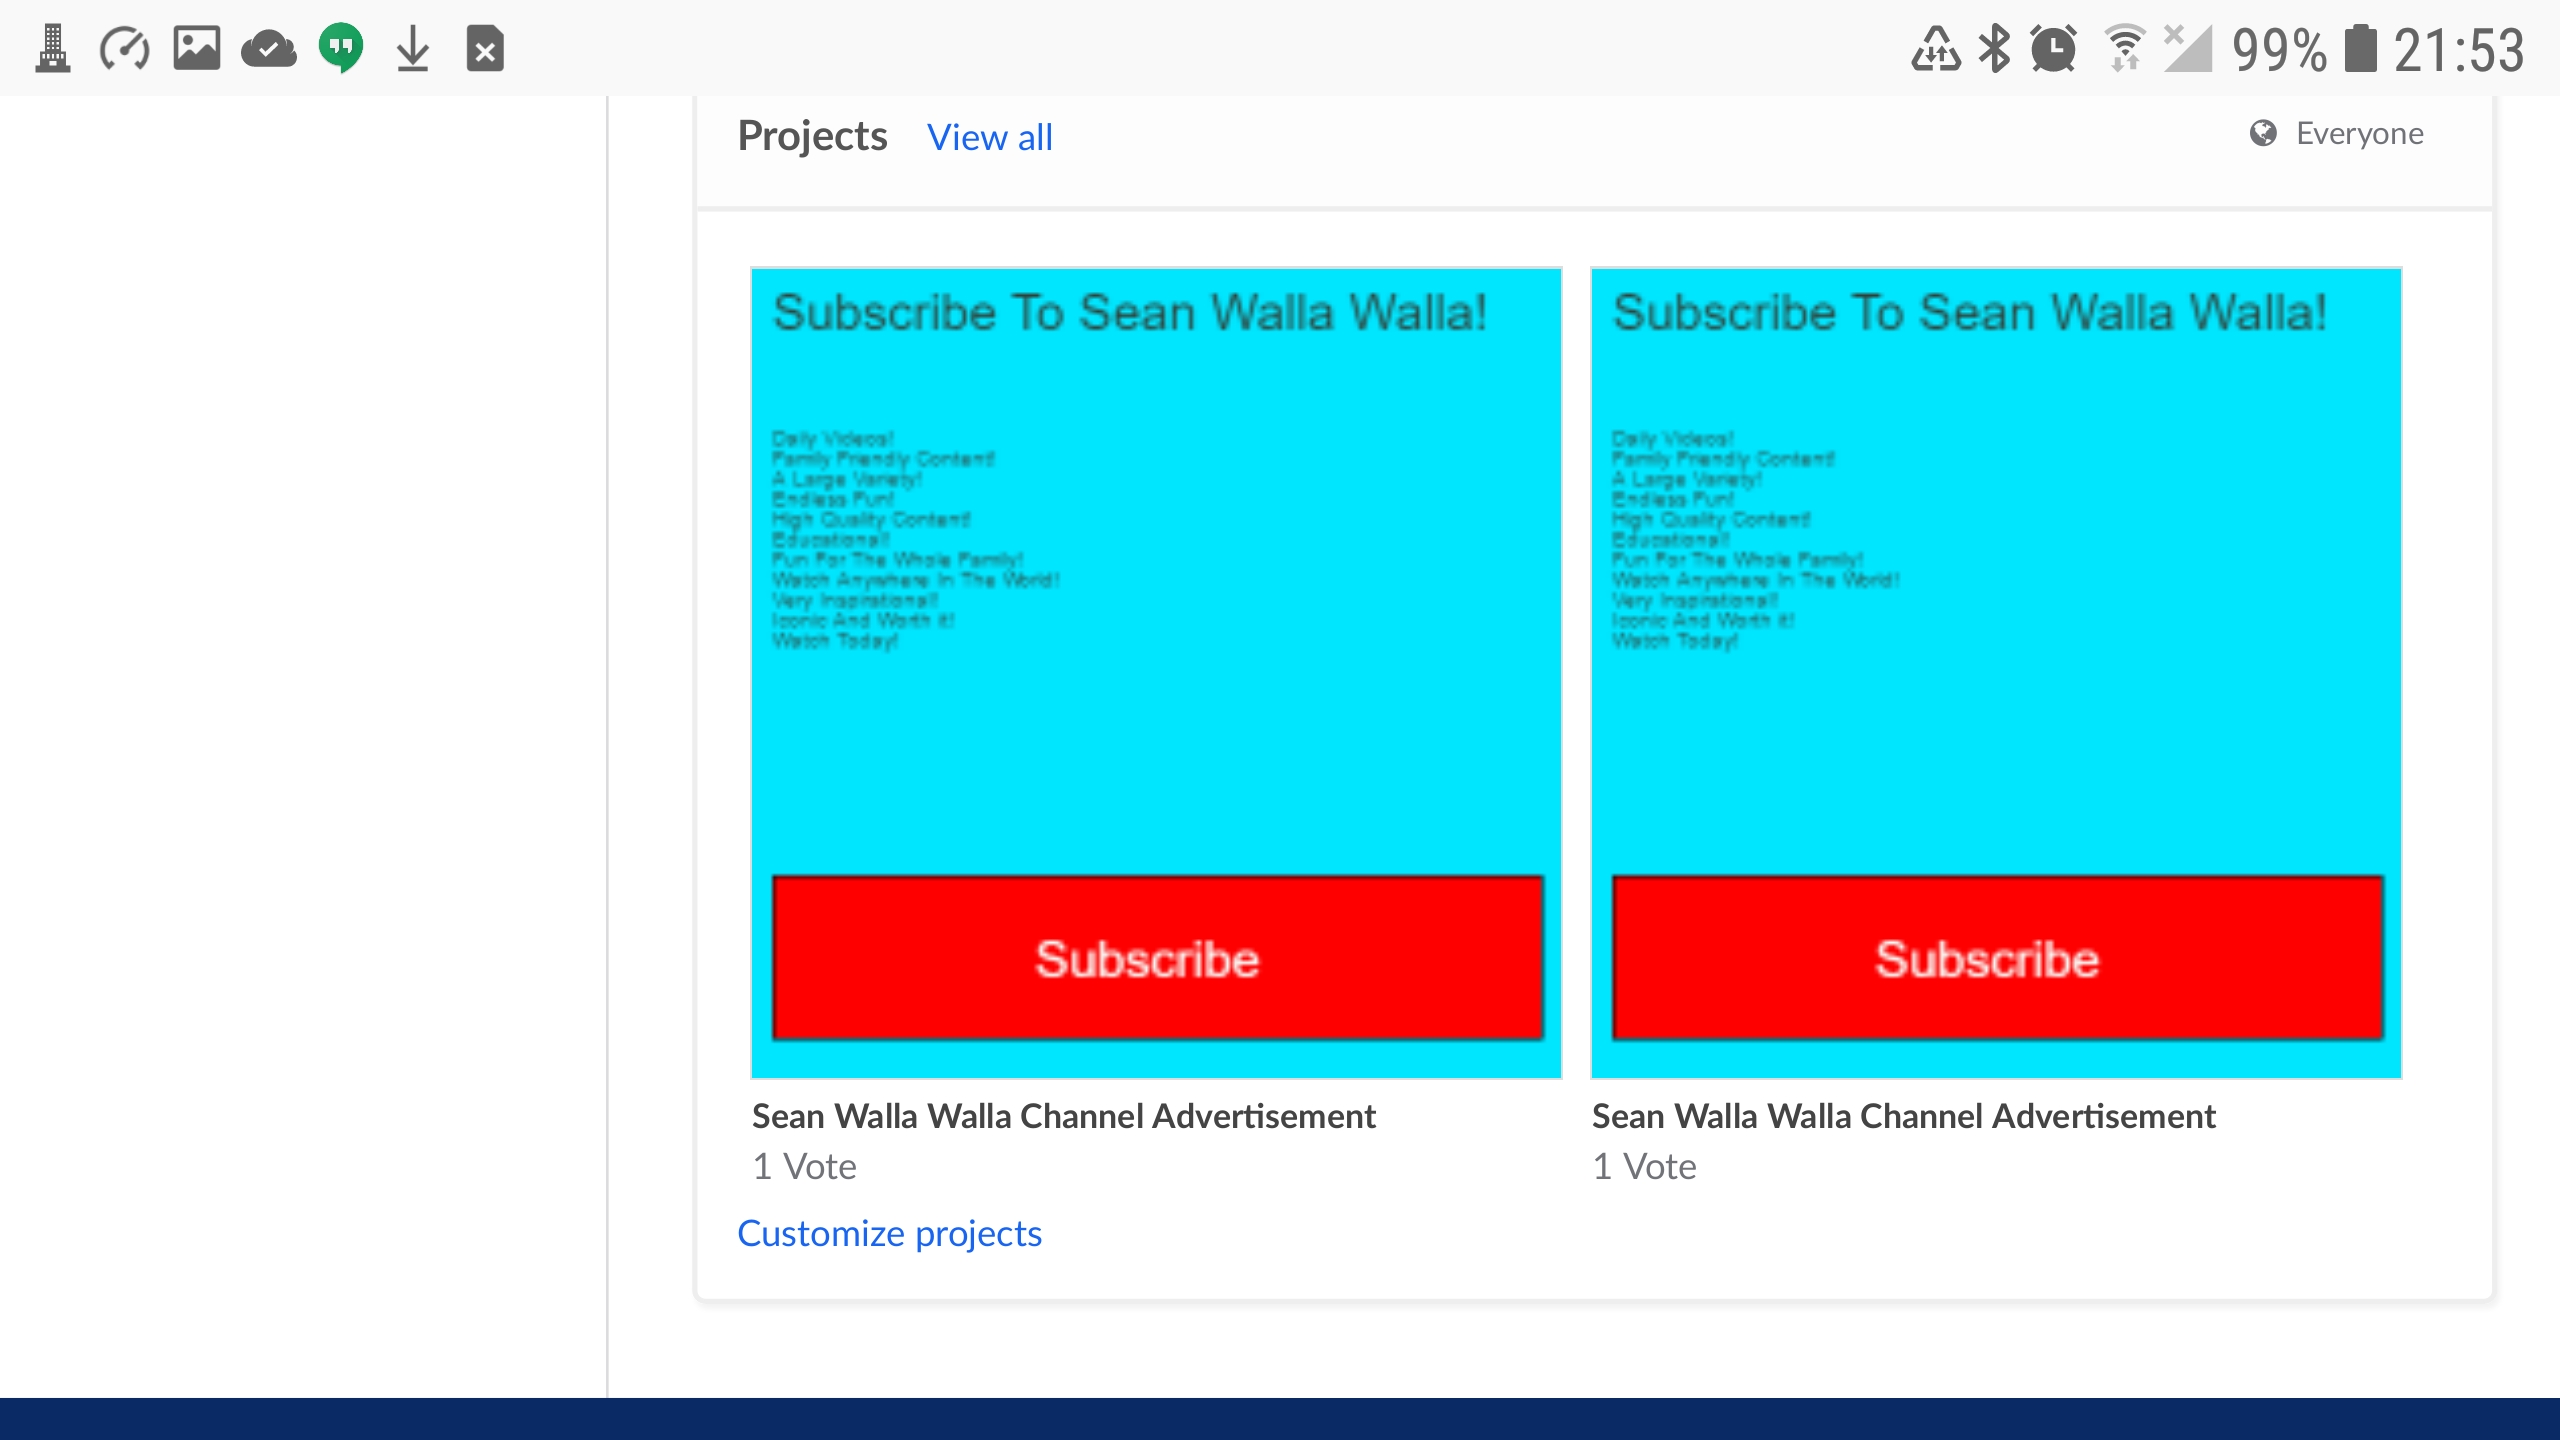 99% 21:53
Projects View all Everyone
Subscribe To Sean Walla Walla!
Daily Videos!
Family Friendly Content!
A Large Variety!
Endless Fun!
High Quality Content!
Educational!
Fun For The Whole Family!
Watch Anywhere In The World!
Very Inspirational!
Iconic And Worth it!
Watch Today!
Subscribe
Sean Walla Walla Channel Advertisement
1 Vote
Subscribe To Sean Walla Walla!
Daily Videos!
Family Friendly Content!
A Large Variety!
Endless Fun!
High Quality Content!
Educational!
Fun For The Whole Family!
Watch Anywhere In The World!
Very Inspirational!
Iconic And Worth it!
Watch Today!
Subscribe
Sean Walla Walla Channel Advertisement
1 Vote
Customize projects